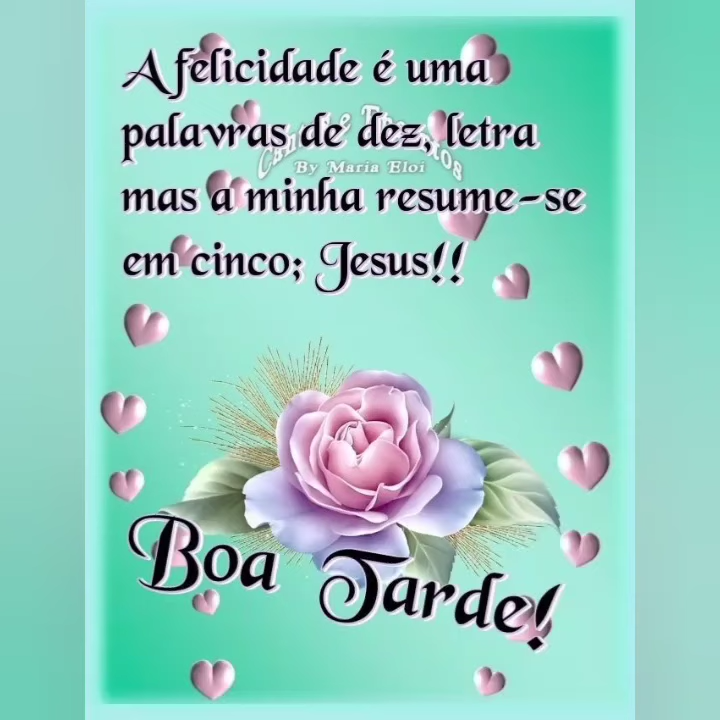 A felicidade é uma
palavras de dez, letra
By Maria Eloi
mas a minha resume-se
em cinco; Jesus!!
Boa Tarde!